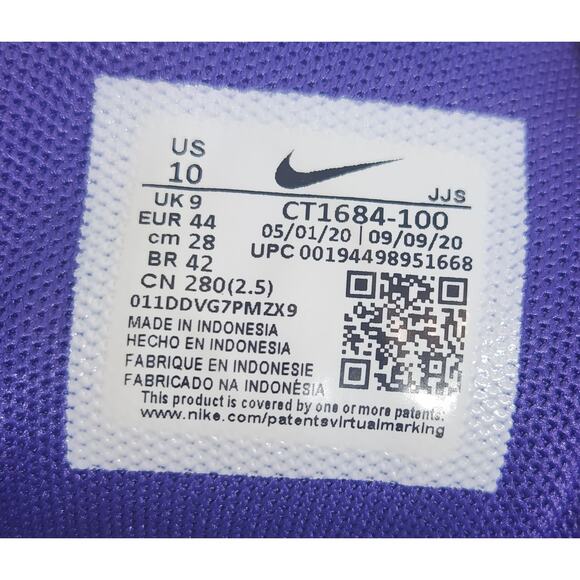 US
10
UK 9
EUR 44
cm 28
BR 42
CN 280(2.5)
011DDVG7PMZX9
JJS
CT1684-100
05/01/20 | 09/09/20
UPC 00194498951668
MADE IN INDONESIA
HECHO EN INDONESIA
FABRIQUE EN INDONESIE
FABRICADO NA INDONÉSIA
This product is covered by one or more patents:
www.nike.com/patentsvirtualmarking